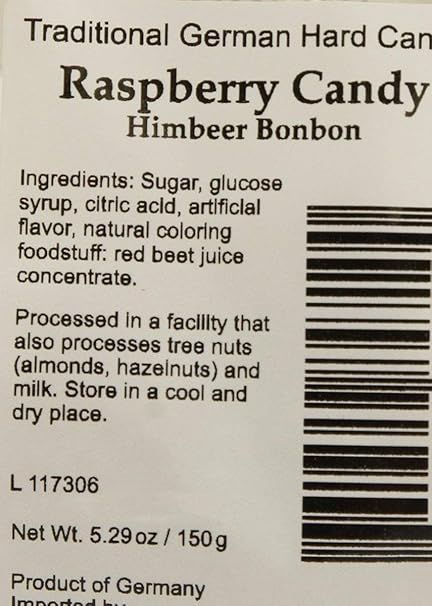 Traditional German Hard Can
Raspberry Candy
Himbeer Bonbon
Ingredients: Sugar, glucose
syrup, citric acid, artificial
flavor, natural coloring
foodstuff: red beet juice
concentrate.
Processed in a facility that
also processes tree nuts
(almonds, hazelnuts) and
milk. Store in a cool and
dry place.
L 117306
Net Wt. 5.29 oz / 150 g
Product of Germany
Imported by